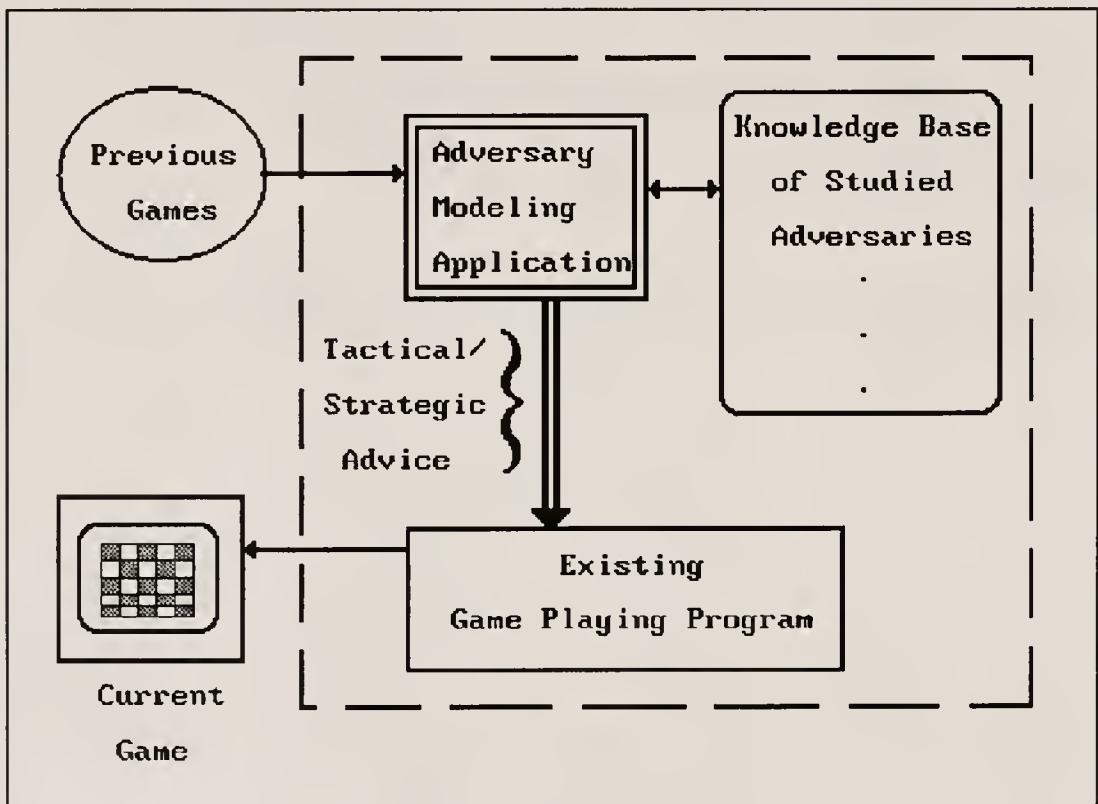 Previous
Games
Adversary
Modeling
Application
Knowledge Base
of Studied
Adversaries
.
.
.
Tactical/
Strategic
Advice
Existing
Game Playing Program
Current
Game